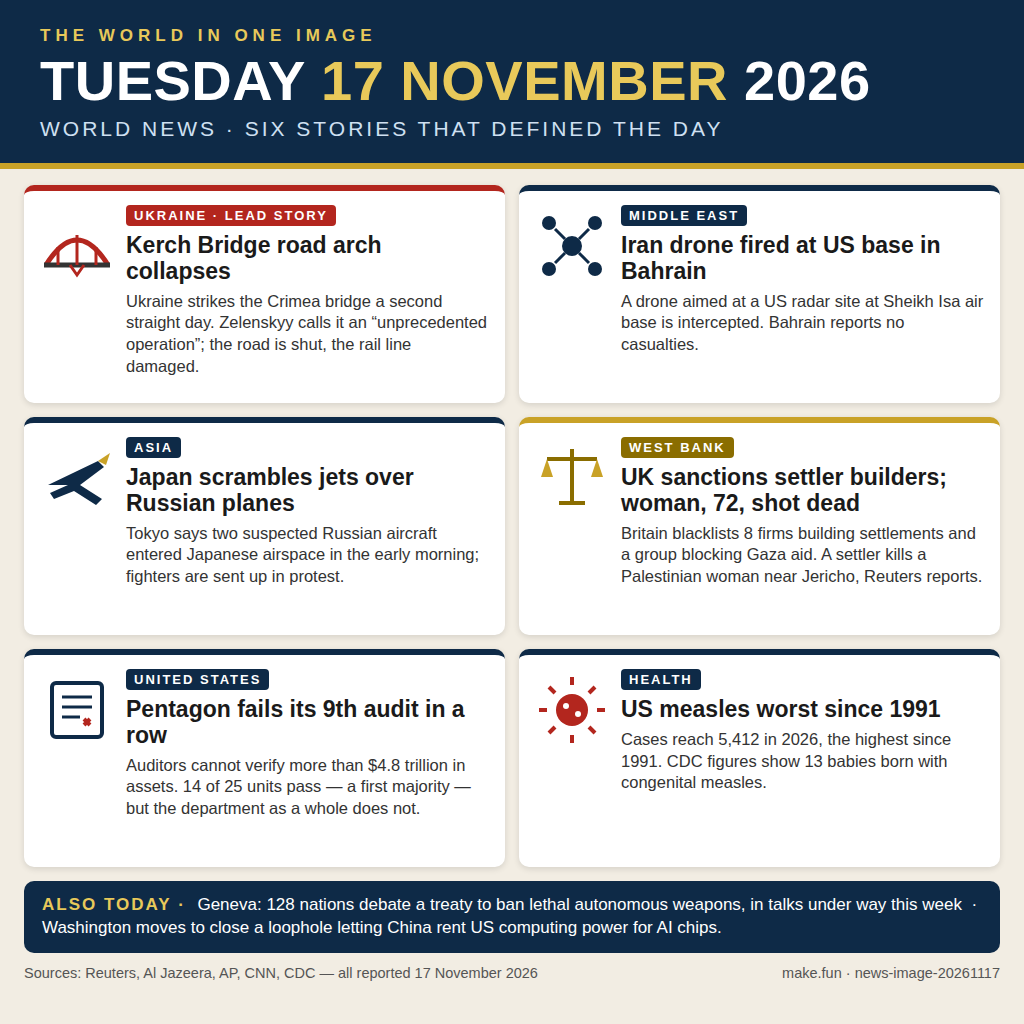 THE WORLD IN ONE IMAGE
TUESDAY 17 NOVEMBER 2026
WORLD NEWS · SIX STORIES THAT DEFINED THE DAY
UKRAINE · LEAD STORY
Kerch Bridge road arch
collapses
Ukraine strikes the Crimea bridge a second
straight day. Zelenskyy calls it an “unprecedented
operation”; the road is shut, the rail line
damaged.
MIDDLE EAST
Iran drone fired at US base in
Bahrain
A drone aimed at a US radar site at Sheikh Isa air
base is intercepted. Bahrain reports no
casualties.
ASIA
Japan scrambles jets over
Russian planes
Tokyo says two suspected Russian aircraft
entered Japanese airspace in the early morning;
fighters are sent up in protest.
WEST BANK
UK sanctions settler builders;
woman, 72, shot dead
Britain blacklists 8 firms building settlements and
a group blocking Gaza aid. A settler kills a
Palestinian woman near Jericho, Reuters reports.
UNITED STATES
Pentagon fails its 9th audit in a
row
Auditors cannot verify more than $4.8 trillion in
assets. 14 of 25 units pass — a first majority —
but the department as a whole does not.
HEALTH
US measles worst since 1991
Cases reach 5,412 in 2026, the highest since
1991. CDC figures show 13 babies born with
congenital measles.
ALSO TODAY · Geneva: 128 nations debate a treaty to ban lethal autonomous weapons, in talks under way this week ·
Washington moves to close a loophole letting China rent US computing power for AI chips.
Sources: Reuters, Al Jazeera, AP, CNN, CDC — all reported 17 November 2026
make.fun · news-image-20261117